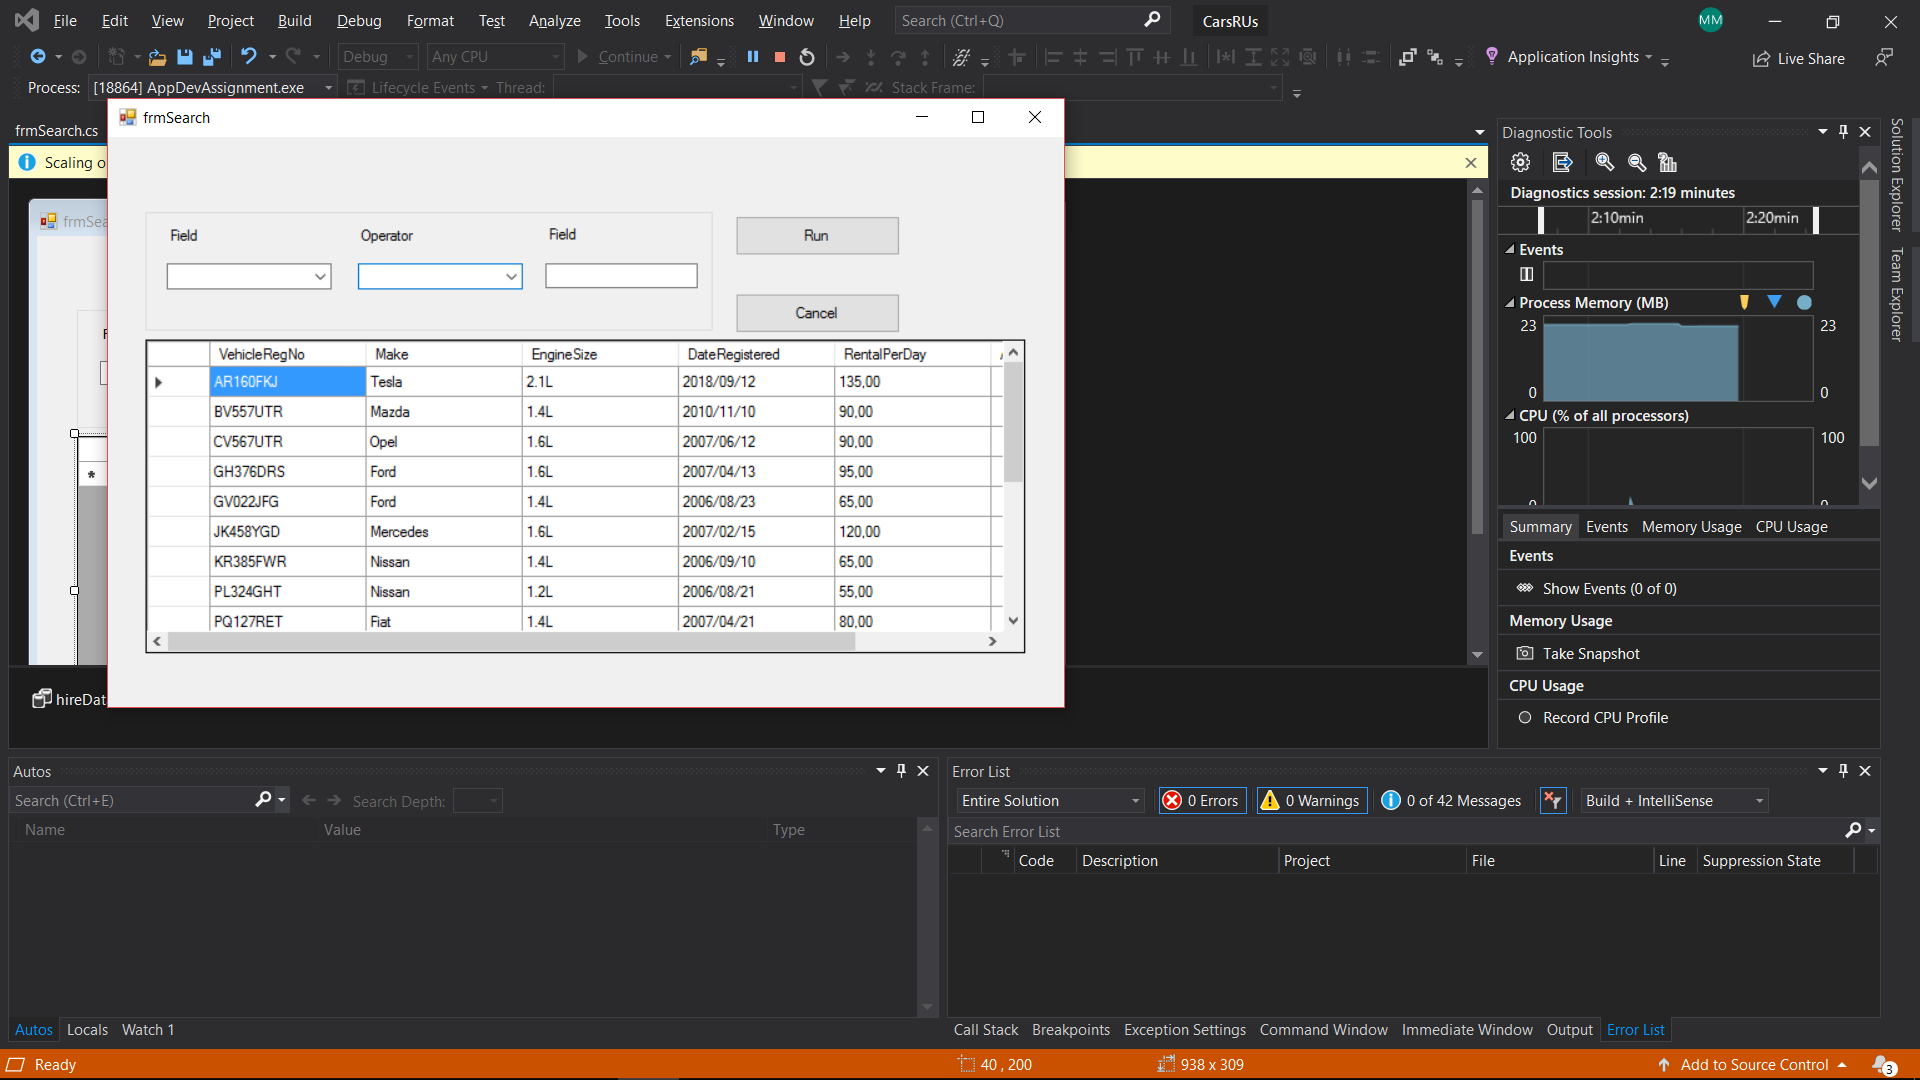 File Edit View Project Build Debug Format Test Analyze Tools Extensions Window Help Search (Ctrl+Q) CarsRUs MM
Debug Any CPU Continue Application Insights Live Share
Process: [18864] AppDevAssignment.exe Lifecycle Events Thread: Stack Frame:
frmSearch.cs
Scaling o
frmSea
hireDat
frmSearch
Field Operator Field
Run
Cancel
VehicleRegNo Make EngineSize DateRegistered RentalPerDay
AR160FKJ Tesla 2.1L 2018/09/12 135,00
BV557UTR Mazda 1.4L 2010/11/10 90,00
CV567UTR Opel 1.6L 2007/06/12 90,00
GH376DRS Ford 1.6L 2007/04/13 95,00
GV022JFG Ford 1.4L 2006/08/23 65,00
JK458YGD Mercedes 1.6L 2007/02/15 120,00
KR385FWR Nissan 1.4L 2006/09/10 65,00
PL324GHT Nissan 1.2L 2006/08/21 55,00
PQ127RET Fiat 1.4L 2007/04/21 80,00
Diagnostic Tools
Diagnostics session: 2:19 minutes
2:10min 2:20min
Events
Process Memory (MB)
23 23
0 0
CPU (% of all processors)
100 100
0 0
Summary Events Memory Usage CPU Usage
Events
Show Events (0 of 0)
Memory Usage
Take Snapshot
CPU Usage
Record CPU Profile
Solution Explorer
Team Explorer
Autos
Search (Ctrl+E) Search Depth:
Name Value Type
Autos Locals Watch 1
Error List
Entire Solution 0 Errors 0 Warnings 0 of 42 Messages Build + IntelliSense
Search Error List
Code Description Project File Line Suppression State
Call Stack Breakpoints Exception Settings Command Window Immediate Window Output Error List
Ready 40 , 200 938 x 309 Add to Source Control 3